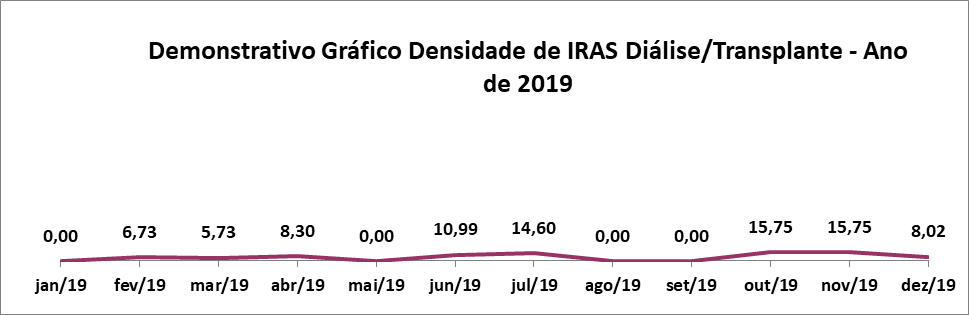 Demonstrativo Gráfico Densidade de IRAS Diálise/Transplante - Ano
de 2019
0,00 6,73 5,73 8,30 0,00 10,99 14,60 0,00 0,00 15,75 15,75 8,02
jan/19 fev/19 mar/19 abr/19 mai/19 jun/19 jul/19 ago/19 set/19 out/19 nov/19 dez/19